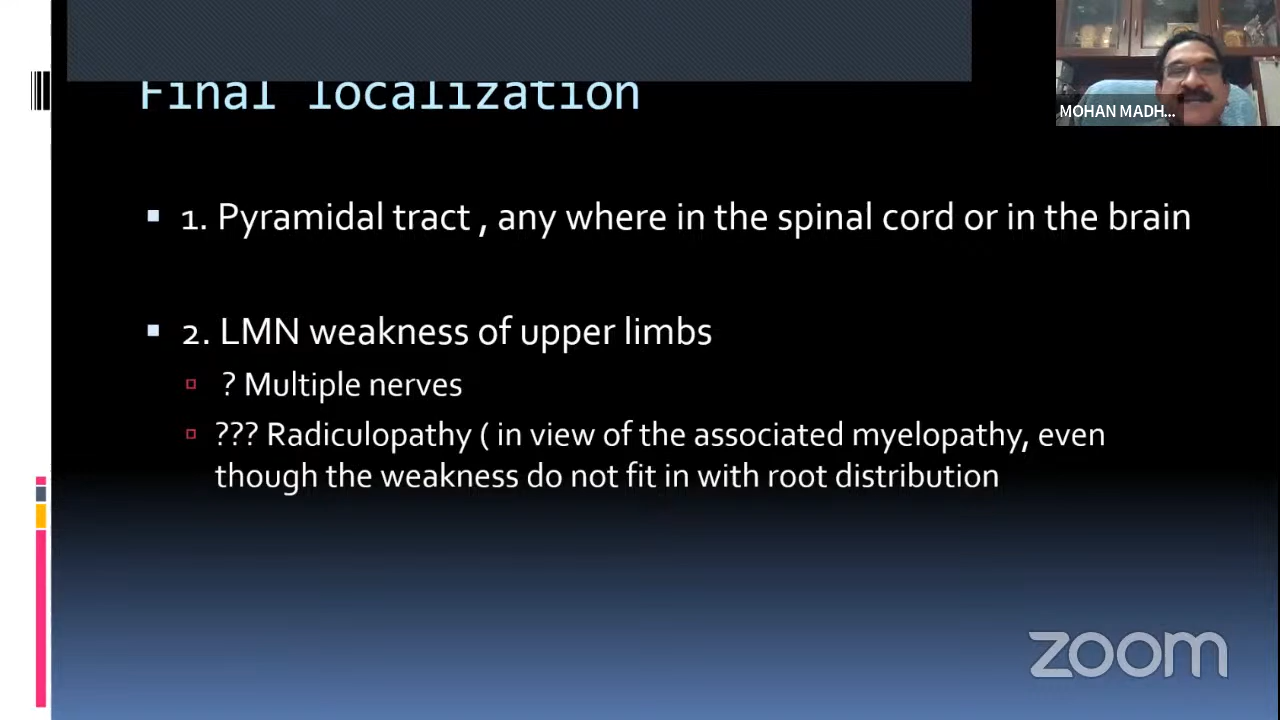 Final localization
MOHAN MADH...
1. Pyramidal tract , any where in the spinal cord or in the brain
2. LMN weakness of upper limbs
? Multiple nerves
??? Radiculopathy ( in view of the associated myelopathy, even
though the weakness do not fit in with root distribution
zoom